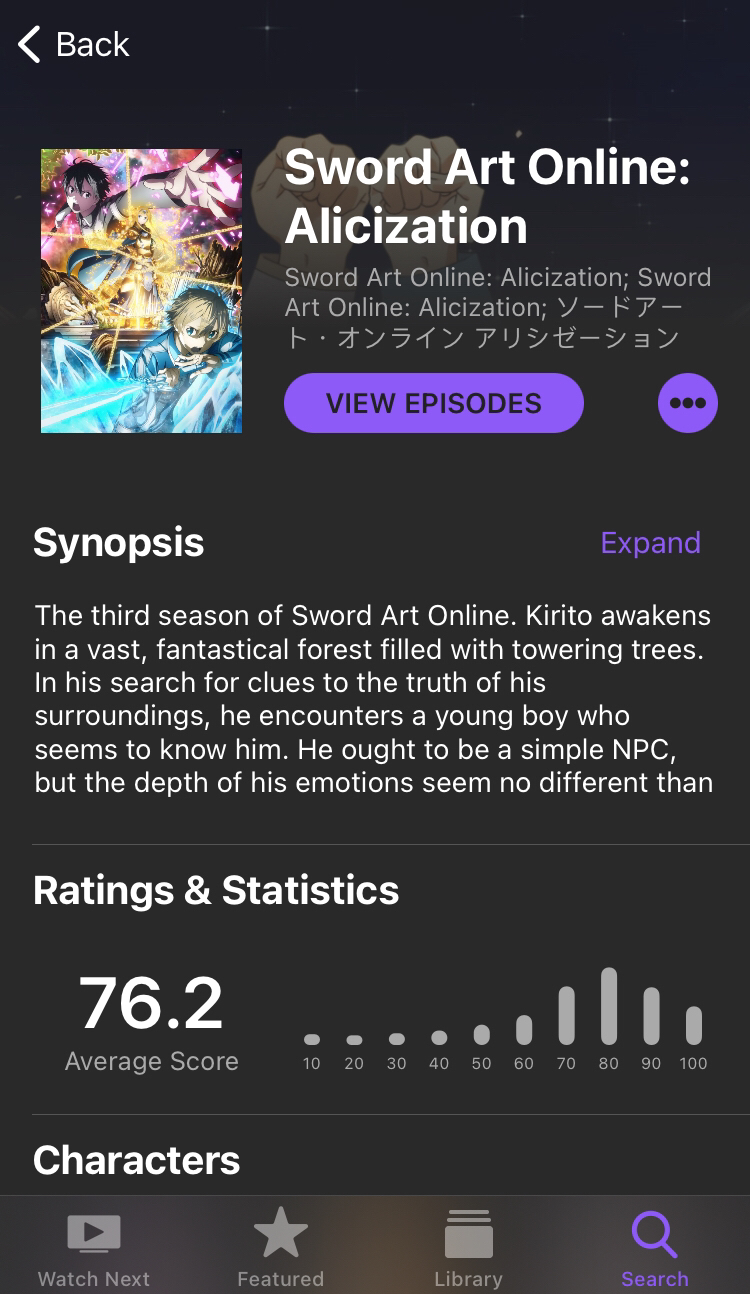 Back
Sword Art Online:
Alicization
Sword Art Online: Alicization; Sword
Art Online: Alicization; ソードアー
ト・オンライン アリシゼーション
VIEW EPISODES
Synopsis
Expand
The third season of Sword Art Online. Kirito awakens
in a vast, fantastical forest filled with towering trees.
In his search for clues to the truth of his
surroundings, he encounters a young boy who
seems to know him. He ought to be a simple NPC,
but the depth of his emotions seem no different than
Ratings & Statistics
76.2
Average Score
10 20 30 40 50 60 70 80 90 100
Characters
Watch Next Featured Library Search